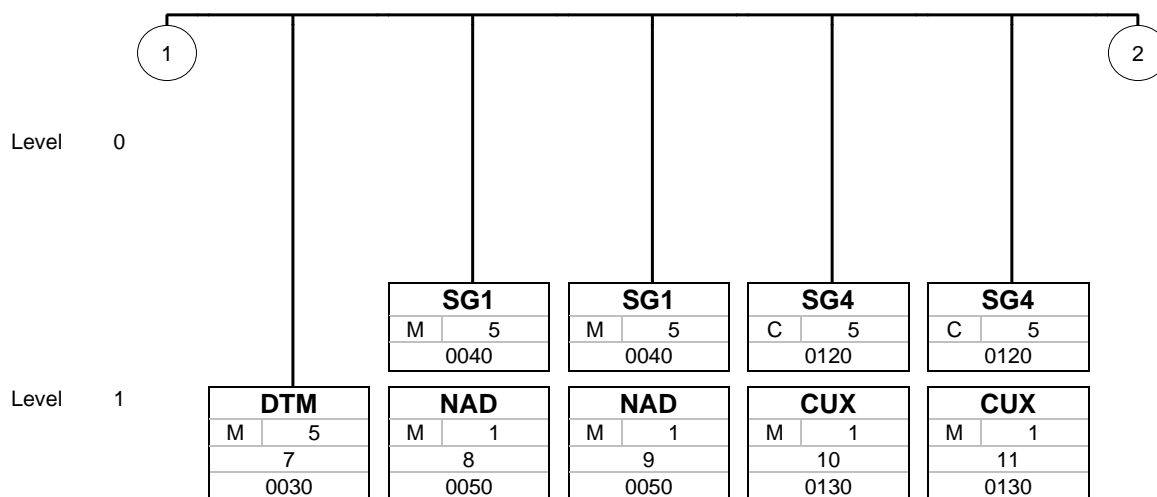 1 2
Level 0
SG1 SG1 SG4 SG4
M 5 M 5 C 5 C 5
0040 0040 0120 0120
Level 1
DTM NAD NAD CUX CUX
M 5 M 1 M 1 M 1 M 1
7 8 9 10 11
0030 0050 0050 0130 0130